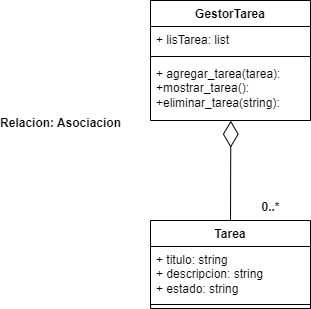 GestorTarea
+ lisTarea: list
+ agregar_tarea(tarea):
+mostrar_tarea():
+eliminar_tarea(string):
Relacion: Asociacion
0..*
Tarea
+ titulo: string
+ descripcion: string
+ estado: string